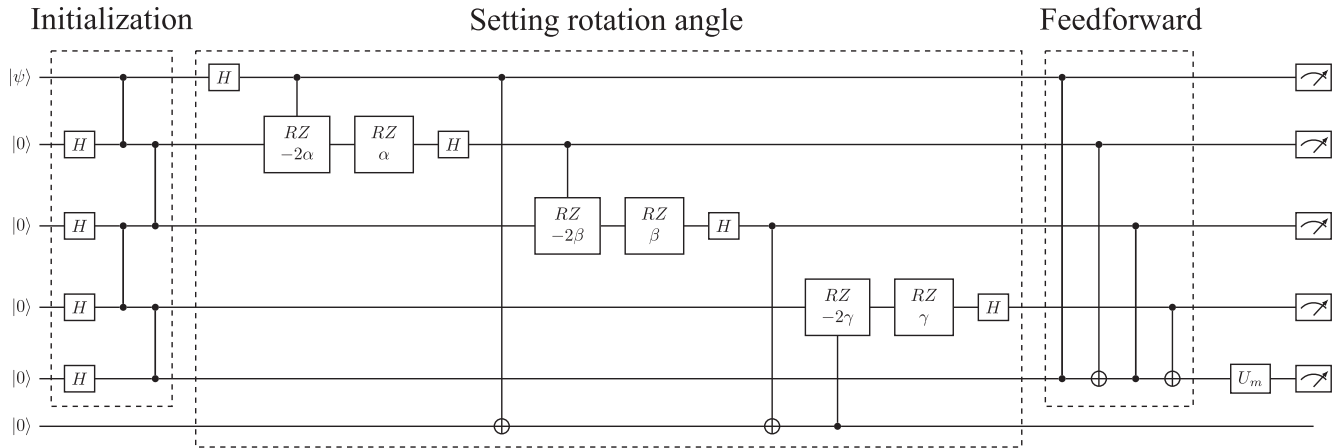 Initialization Setting rotation angle Feedforward
|ψ⟩ H
RZ RZ
|0⟩ H −2α α H
RZ RZ
|0⟩ H −2β β H
RZ RZ
|0⟩ H −2γ γ H
|0⟩ H U_m
|0⟩